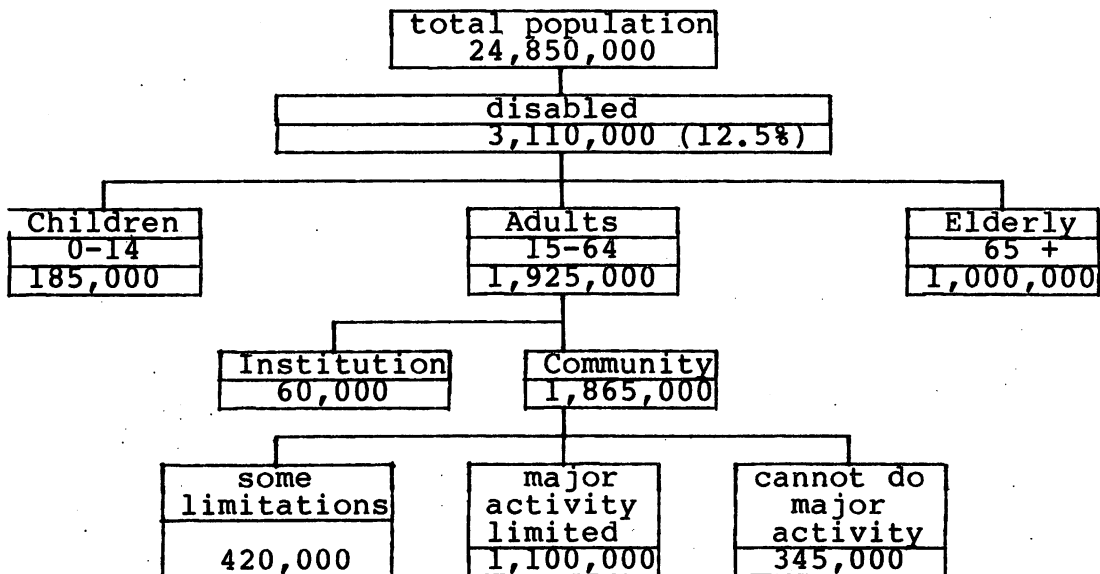 total population
24,850,000
disabled
3,110,000 (12.5%)
Children
0-14
185,000
Adults
15-64
1,925,000
Elderly
65 +
1,000,000
Institution
60,000
Community
1,865,000
some
limitations
420,000
major
activity
limited
1,100,000
cannot do
major
activity
345,000